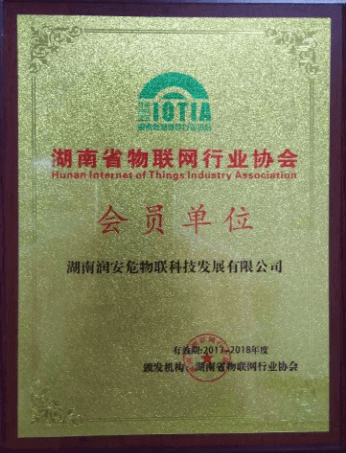 IOTIA
湖南省物联网行业协会
Hunan Internet of Things Industry Association
会员单位
湖南润安危物联科技发展有限公司
有效期:2017-2018年度
颁发机构：湖南省物联网行业协会